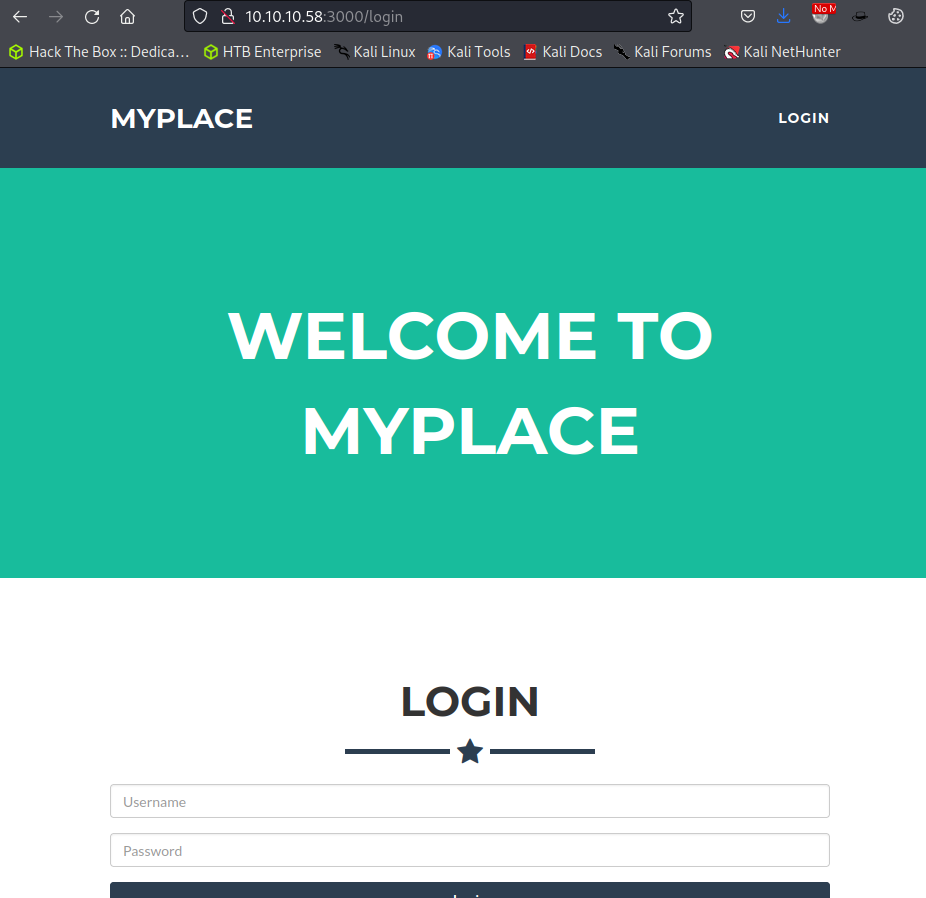 10.10.10.58:3000/login
No M
Hack The Box :: Dedica…
HTB Enterprise
Kali Linux
Kali Tools
Kali Docs
Kali Forums
Kali NetHunter
MYPLACE
LOGIN
WELCOME TO
MYPLACE
LOGIN
Username
Password